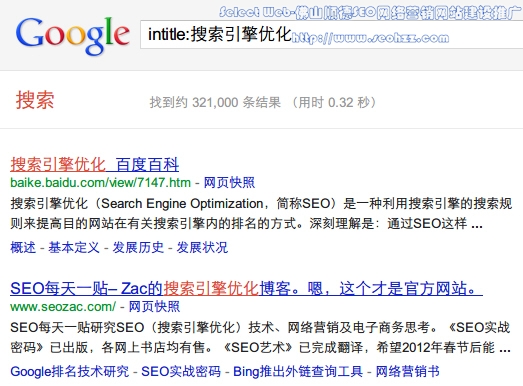 Select Web-佛山顺德SEO网络营销网站建设推广
Google
intitle:搜索引擎优化
http://www.seohzz.com
搜索
找到约 321,000 条结果 （用时 0.32 秒）
搜索引擎优化_百度百科
baike.baidu.com/view/7147.htm - 网页快照
搜索引擎优化（Search Engine Optimization，简称SEO）是一种利用搜索引擎的搜索规
则来提高目的网站在有关搜索引擎内的排名的方式。深刻理解是：通过SEO这样 ...
概述 - 基本定义 - 发展历史 - 发展状况
SEO每天一贴– Zac的搜索引擎优化博客。嗯，这个才是官方网站。
www.seozac.com/ - 网页快照
SEO每天一贴研究SEO（搜索引擎优化）技术、网络营销及电子商务思考。《SEO实战
密码》已出版，各网上书店均有售。《SEO艺术》已完成翻译，希望2012年春节后能 ...
Google排名技术研究 - SEO实战密码 - Bing推出外链查询工具 - 网络营销书